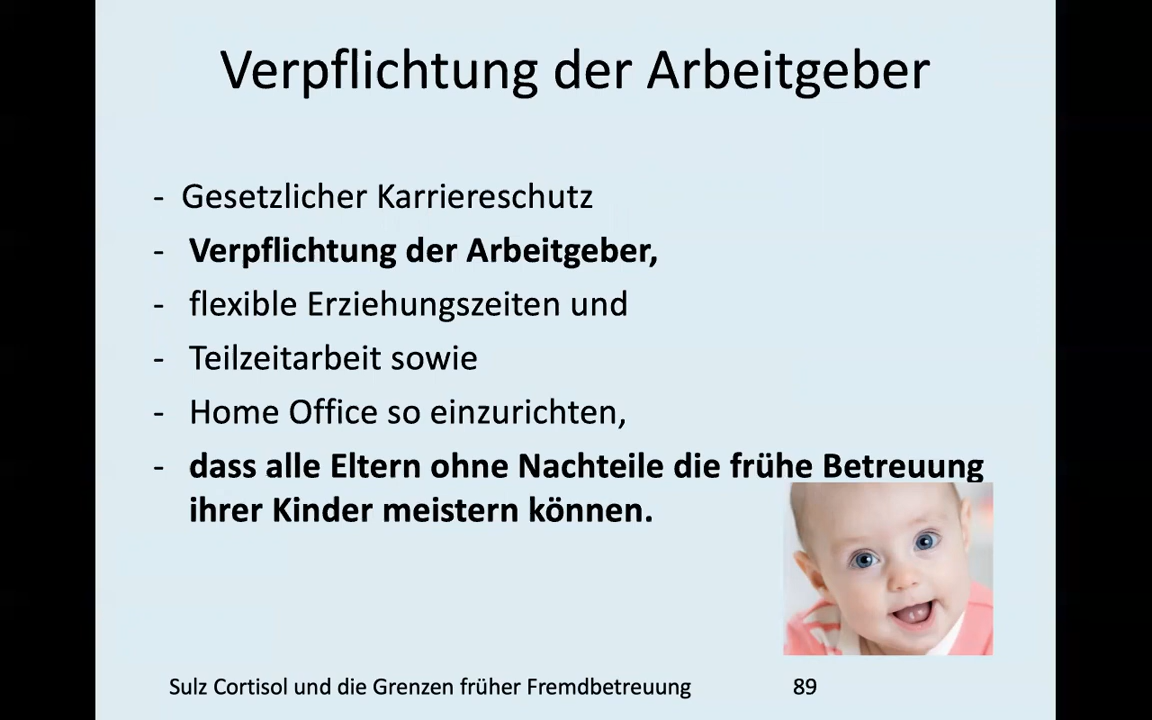 Verpflichtung der Arbeitgeber
- Gesetzlicher Karriereschutz
- Verpflichtung der Arbeitgeber,
- flexible Erziehungszeiten und
- Teilzeitarbeit sowie
- Home Office so einzurichten,
- dass alle Eltern ohne Nachteile die frühe Betreuung
ihrer Kinder meistern können.
Sulz Cortisol und die Grenzen früher Fremdbetreuung 89